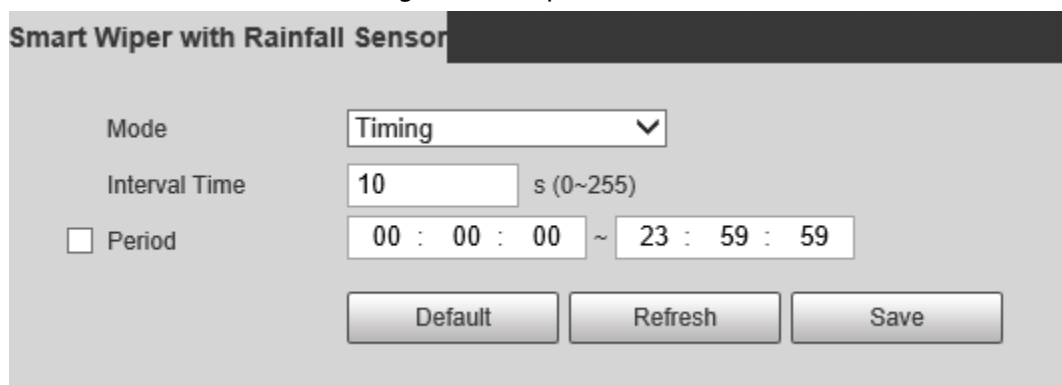 Smart Wiper with Rainfall Sensor
Mode Timing
Interval Time 10 s (0~255)
Period 00 : 00 : 00 ~ 23 : 59 : 59
Default Refresh Save